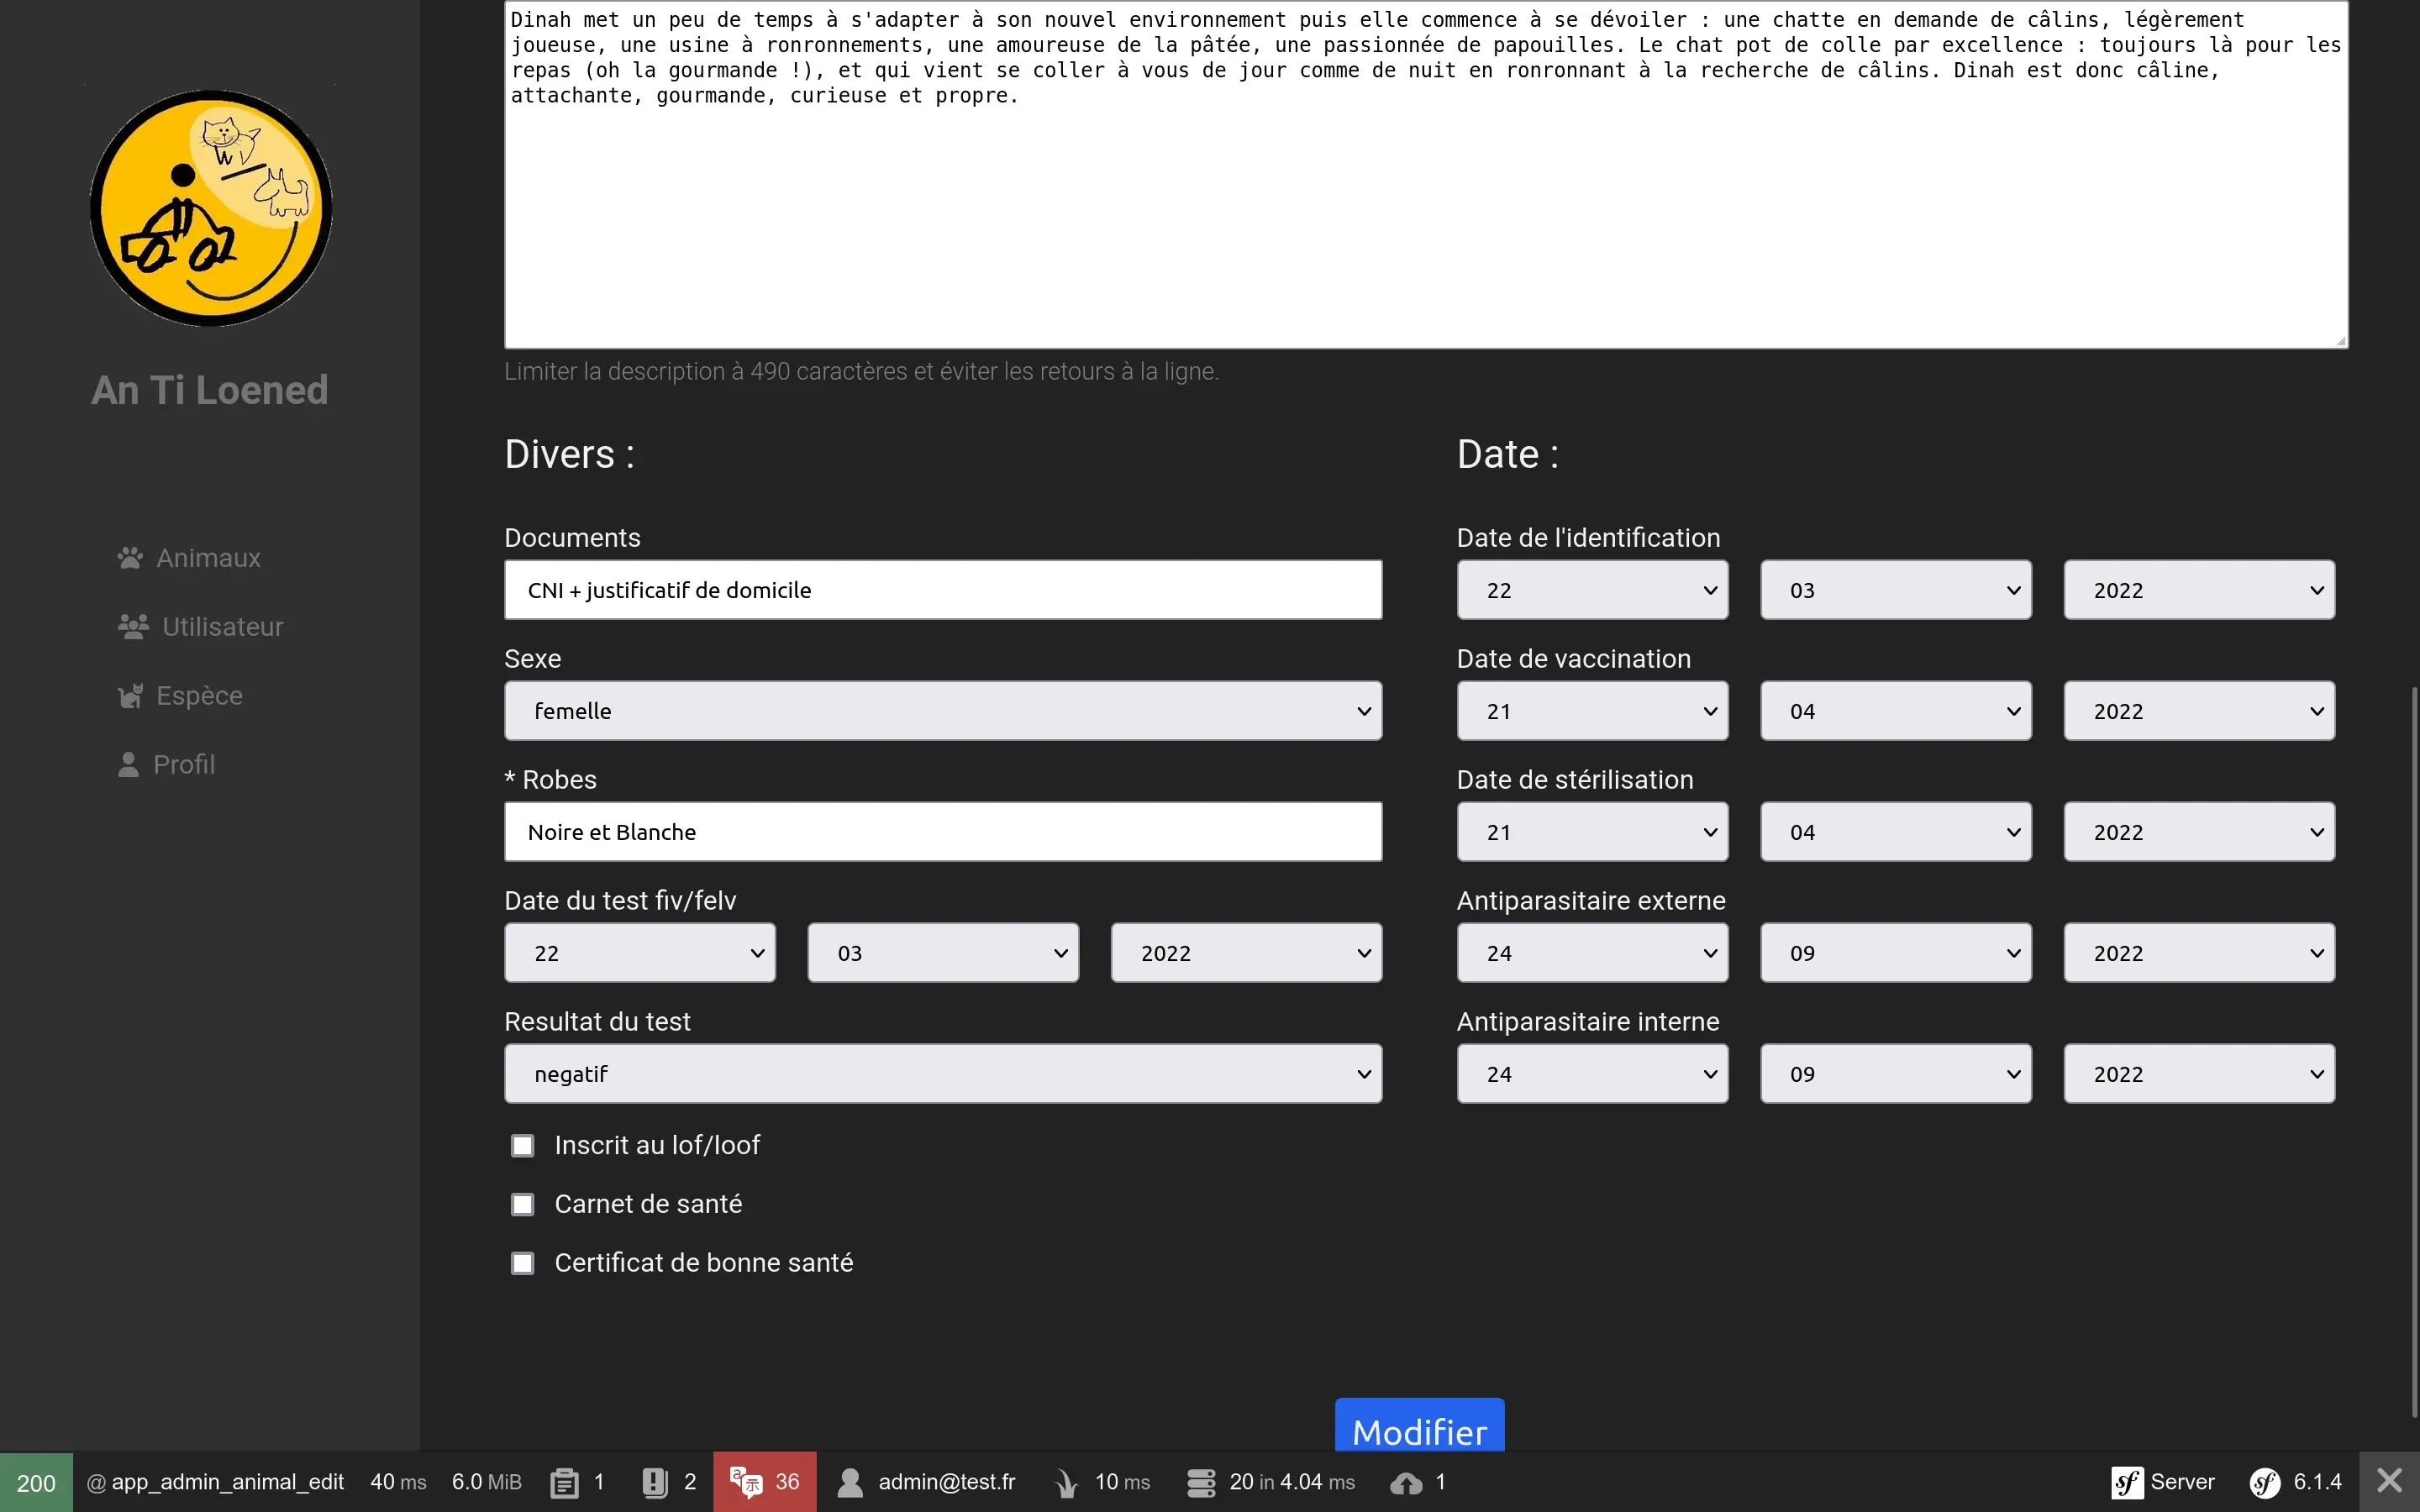 Dinah met un peu de temps à s'adapter à son nouvel environnement puis elle commence à se dévoiler : une chatte en demande de câlins, légèrement
joueuse, une usine à ronronnements, une amoureuse de la pâtée, une passionnée de papouilles. Le chat pot de colle par excellence : toujours là pour les
repas (oh la gourmande !), et qui vient se coller à vous de jour comme de nuit en ronronnant à la recherche de câlins. Dinah est donc câline,
attachante, gourmande, curieuse et propre.
Limiter la description à 490 caractères et éviter les retours à la ligne.
An Ti Loened
Animaux
Utilisateur
Espèce
Profil
Divers :
Documents
CNI + justificatif de domicile
Sexe
femelle
* Robes
Noire et Blanche
Date du test fiv/felv
22 03 2022
Resultat du test
negatif
Inscrit au lof/loof
Carnet de santé
Certificat de bonne santé
Date :
Date de l'identification
22 03 2022
Date de vaccination
21 04 2022
Date de stérilisation
21 04 2022
Antiparasitaire externe
24 09 2022
Antiparasitaire interne
24 09 2022
Modifier
200 @ app_admin_animal_edit 40 ms 6.0 MiB 1 2 36 admin@test.fr 10 ms 20 in 4.04 ms 1 Server 6.1.4